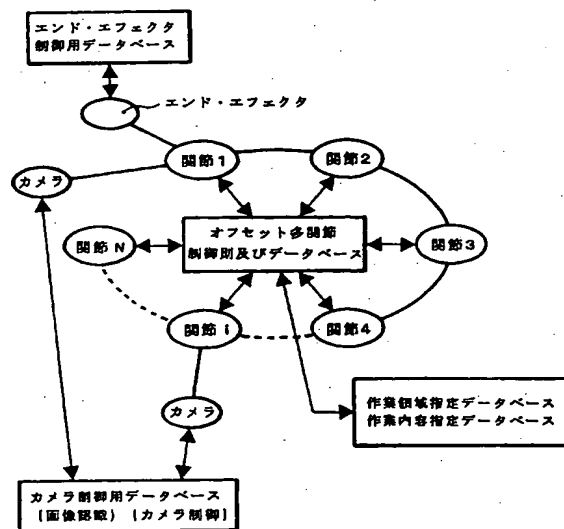 エンド・エフェクタ
制御用データベース
エンド・エフェクタ
関節1
関節2
カメラ
オフセット多関節
制御則及びデータベース
関節N
関節3
関節i
関節4
カメラ
作業領域指定データベース
作業内容指定データベース
カメラ制御用データベース
[画像認識] [カメラ制御]